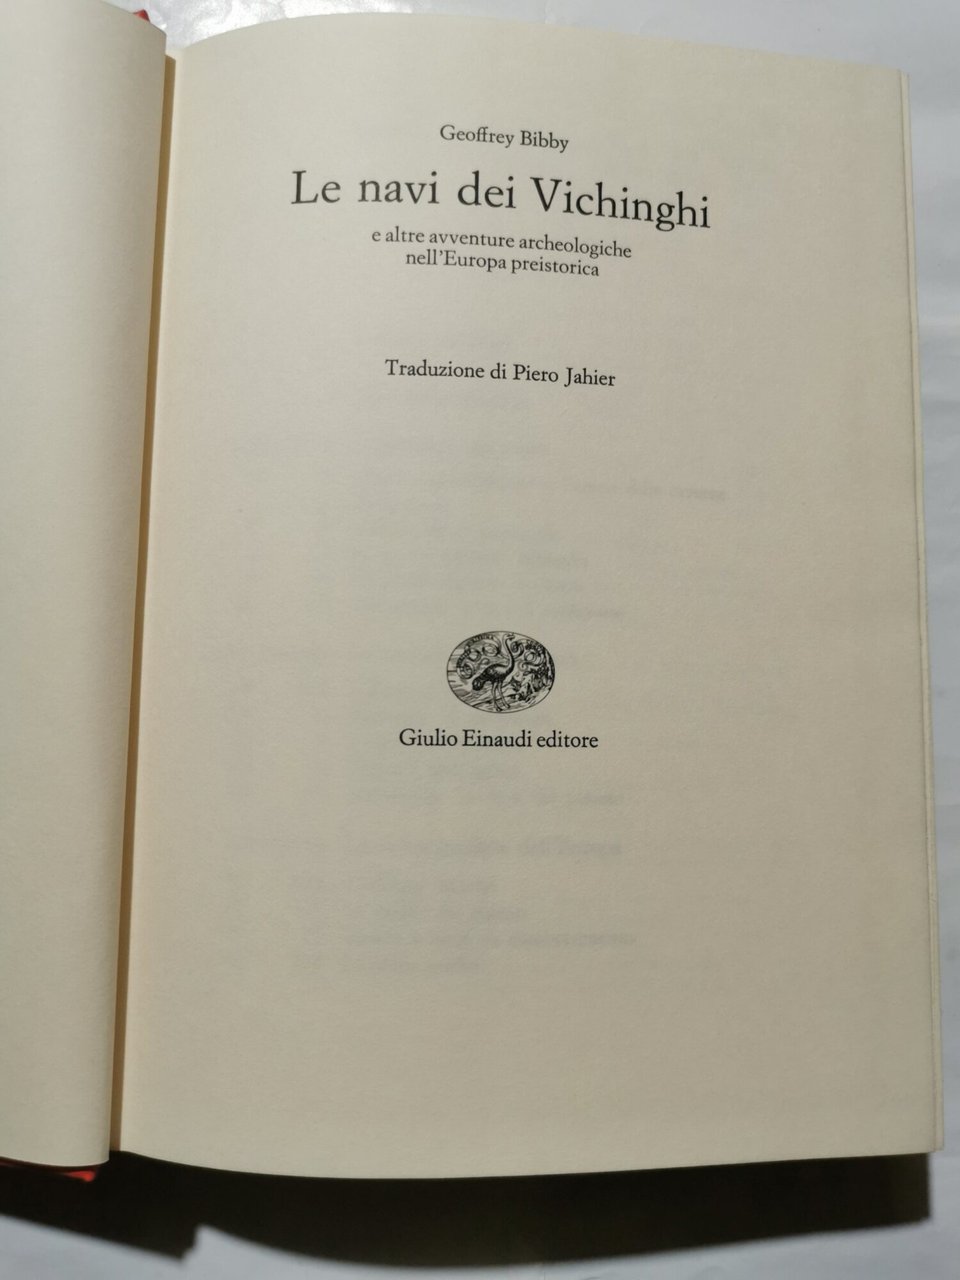 Geoffrey Bibby
Le navi dei Vichinghi
e altre avventure archeologiche
nell'Europa preistorica
Traduzione di Piero Jahier
Giulio Einaudi editore